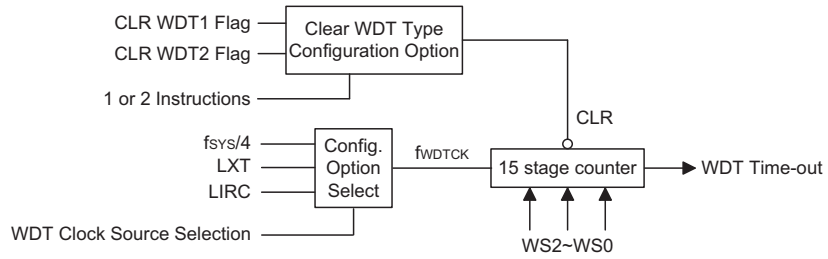 CLR WDT1 Flag
CLR WDT2 Flag
1 or 2 Instructions
Clear WDT Type
Configuration Option
CLR
fSYS/4
LXT
LIRC
WDT Clock Source Selection
Config.
Option
Select
fWDTCK
15 stage counter
WDT Time-out
WS2~WS0